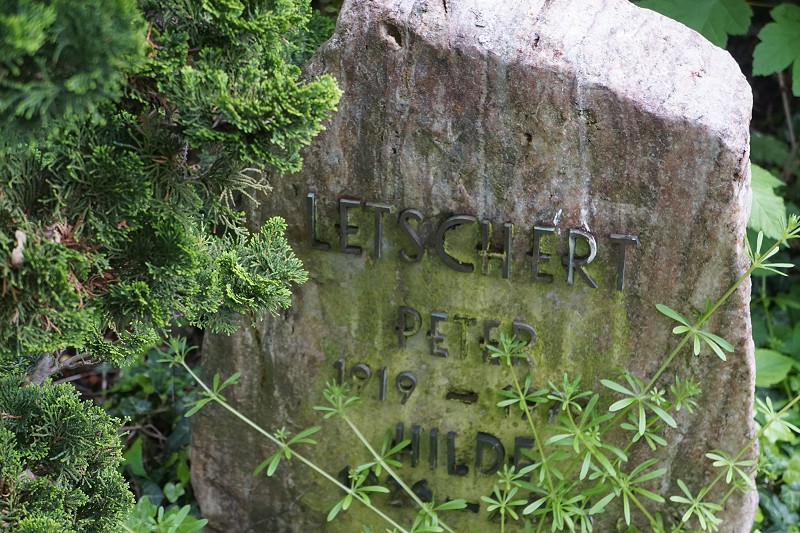 LETSCHERT
PETER
1919 –
HILDE